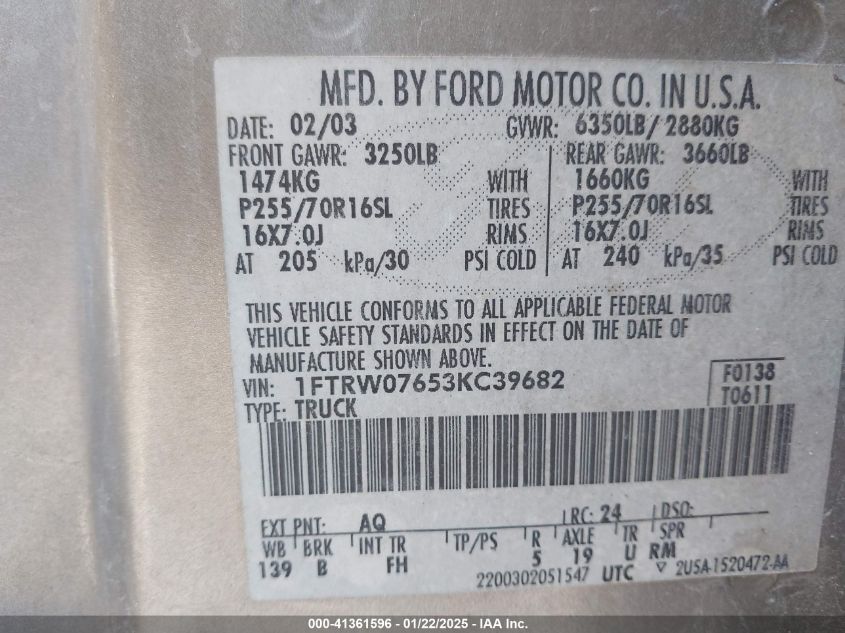 MFD. BY FORD MOTOR CO. IN U.S.A.
DATE: 02/03 GVWR: 6350LB/2880KG
FRONT GAWR: 3250LB REAR GAWR: 3660LB
1474KG WITH 1660KG WITH
P255/70R16SL TIRES P255/70R16SL TIRES
16X7.0J RIMS 16X7.0J RIMS
AT 205 kPa/30 PSI COLD AT 240 kPa/35 PSI COLD
THIS VEHICLE CONFORMS TO ALL APPLICABLE FEDERAL MOTOR
VEHICLE SAFETY STANDARDS IN EFFECT ON THE DATE OF
MANUFACTURE SHOWN ABOVE.
VIN: 1FTRW07653KC39682 F0138
TYPE: TRUCK T0611
EXT PNT: AQ RC: 24 DSO:
WB BRK INT TR TP/PS R AXLE TR SPR
139 B FH 5 19 U RM
2200302051547 UTC ▽ 2U5A-1520472-AA
000-41361596 - 01/22/2025 - IAA Inc.